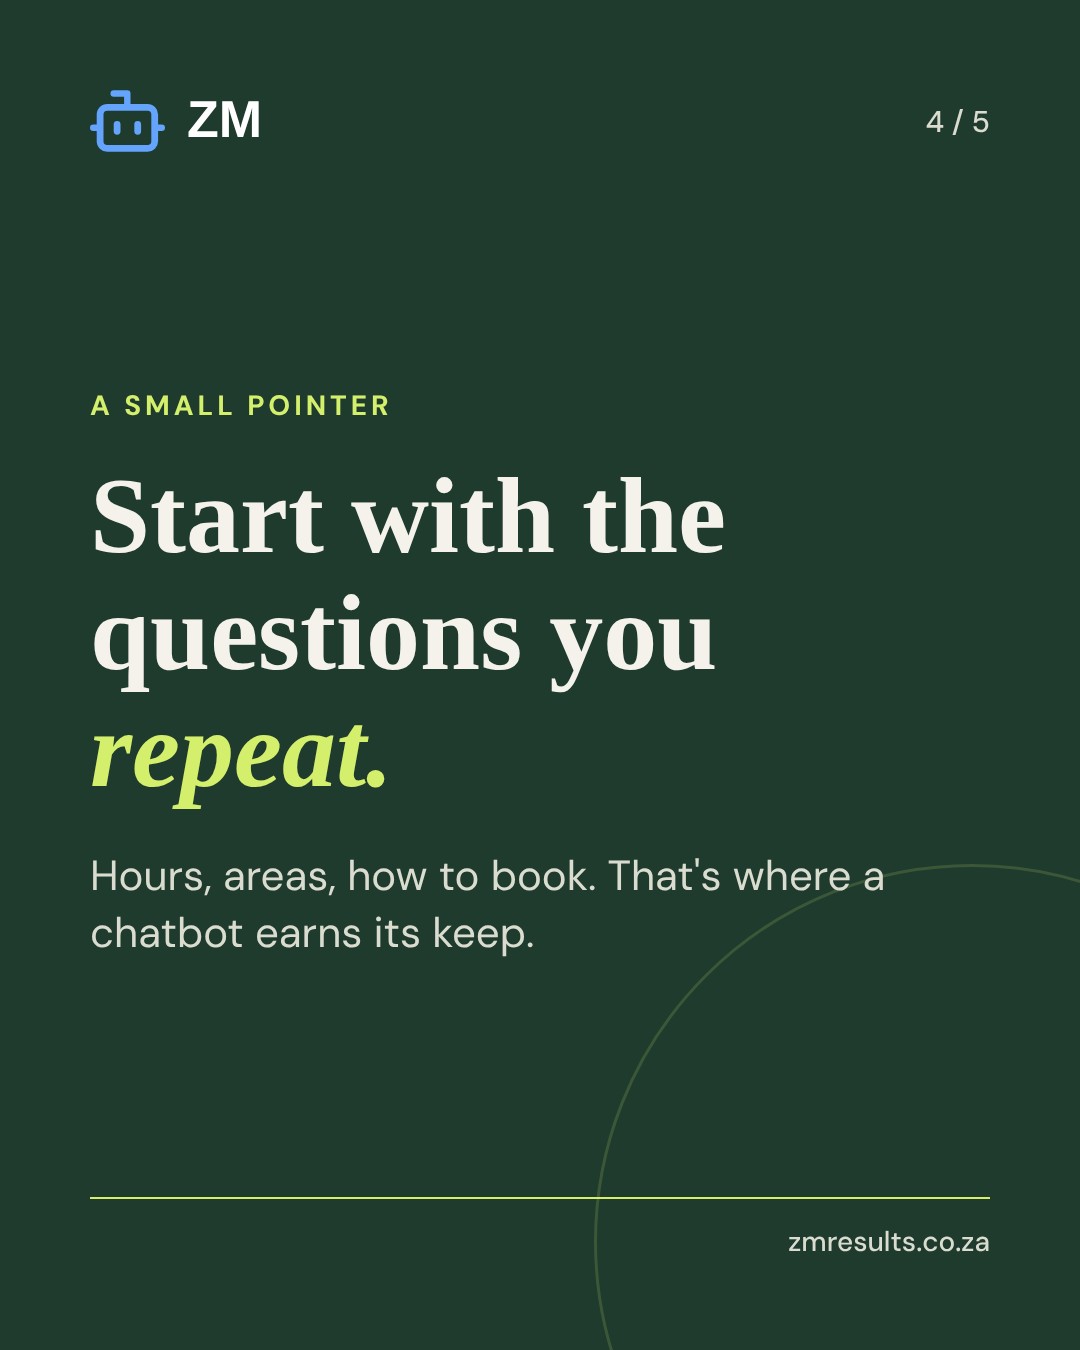 ZM
4 / 5
A SMALL POINTER
Start with the
questions you
repeat.
Hours, areas, how to book. That's where a
chatbot earns its keep.
zmresults.co.za